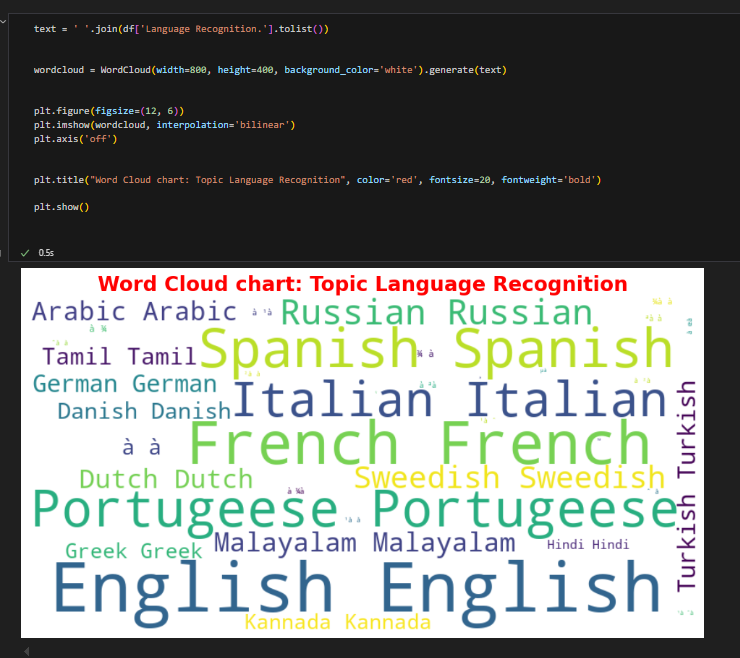 text = ' '.join(df['Language Recognition.'].tolist())
wordcloud = WordCloud(width=800, height=400, background_color='white').generate(text)
plt.figure(figsize=(12, 6))
plt.imshow(wordcloud, interpolation='bilinear')
plt.axis('off')
plt.title("Word Cloud chart: Topic Language Recognition", color='red', fontsize=20, fontweight='bold')
plt.show()
0.5s
Word Cloud chart: Topic Language Recognition
Arabic Arabic
Russian Russian
Tamil Tamil
Spanish Spanish
German German
Italian Italian
Danish Danish
à à
French French
Dutch Dutch
Sweedish Sweedish
Portugeese Portugeese
Turkish Turkish
Greek Greek
Malayalam Malayalam
Hindi Hindi
English English
Kannada Kannada